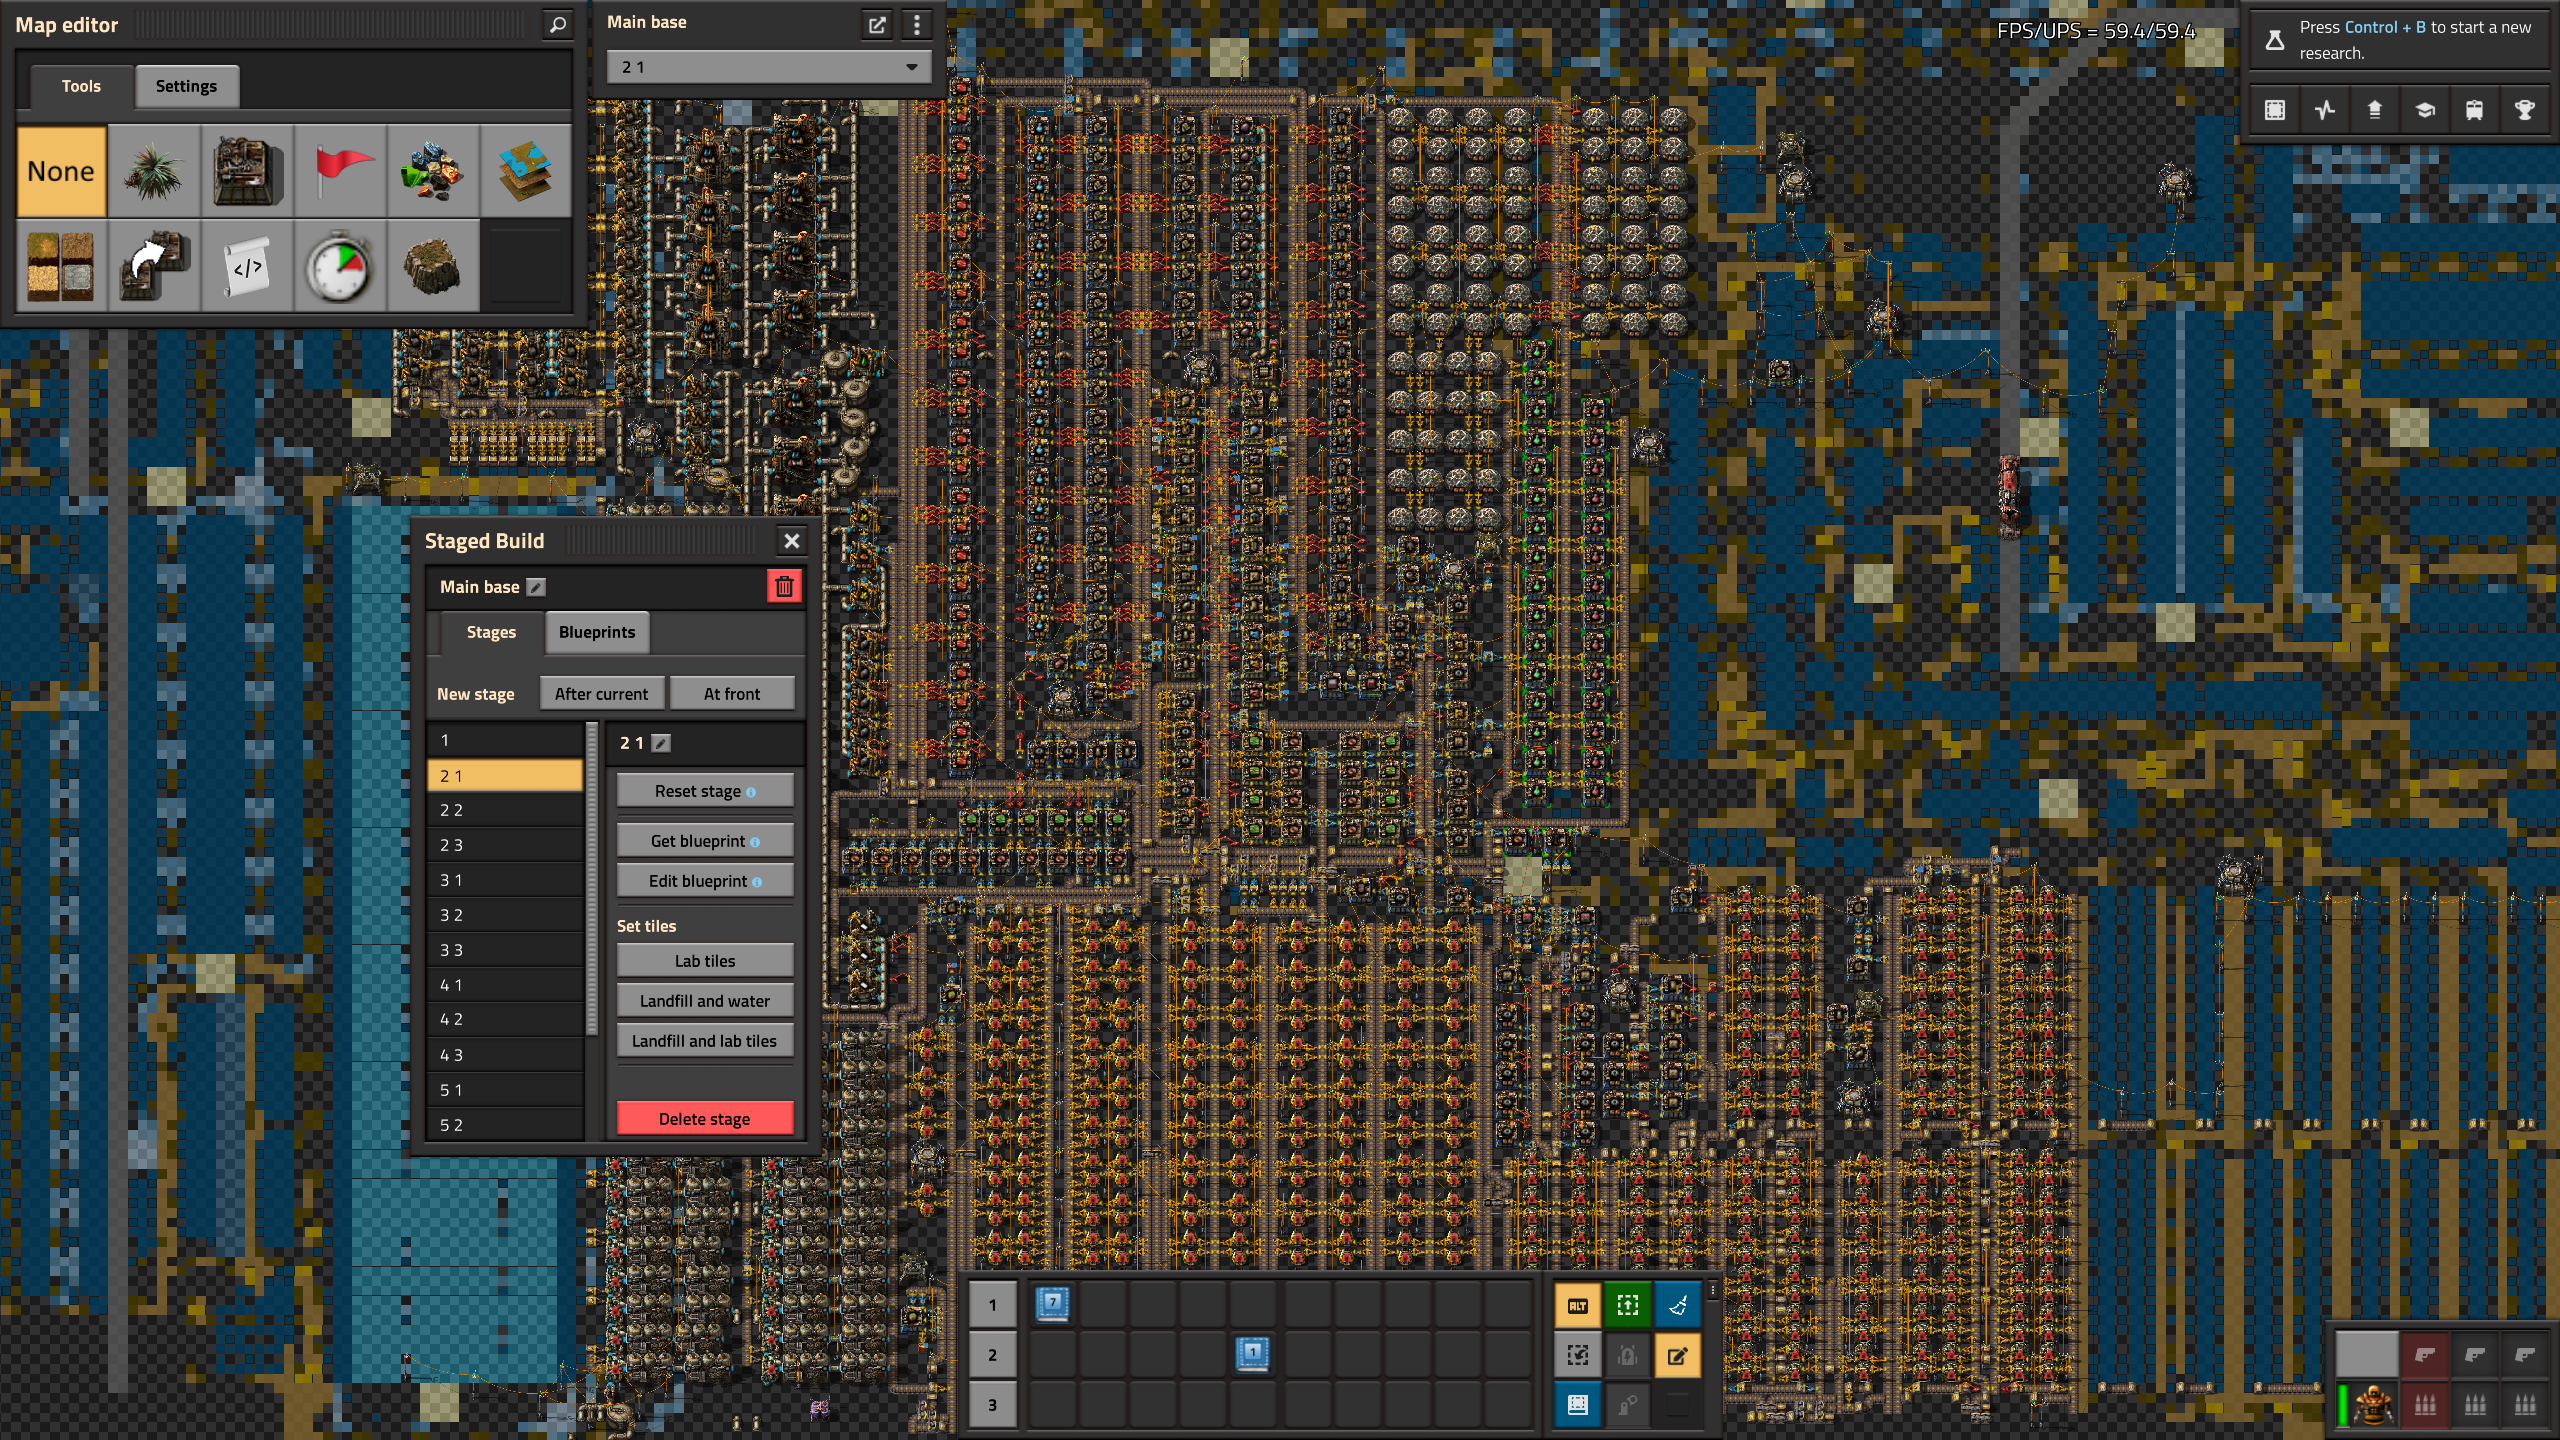 Map editor
Tools
Settings
None
</>
Main base
2 1
FPS/UPS = 59.4/59.4
Press Control + B to start a new
research.
Staged Build
Main base
Stages
Blueprints
New stage
After current
At front
1
2 1
2 2
2 3
3 1
3 2
3 3
4 1
4 2
4 3
5 1
5 2
2 1
Reset stage
Get blueprint
Edit blueprint
Set tiles
Lab tiles
Landfill and water
Landfill and lab tiles
Delete stage
1
7
2
1
3
ALT